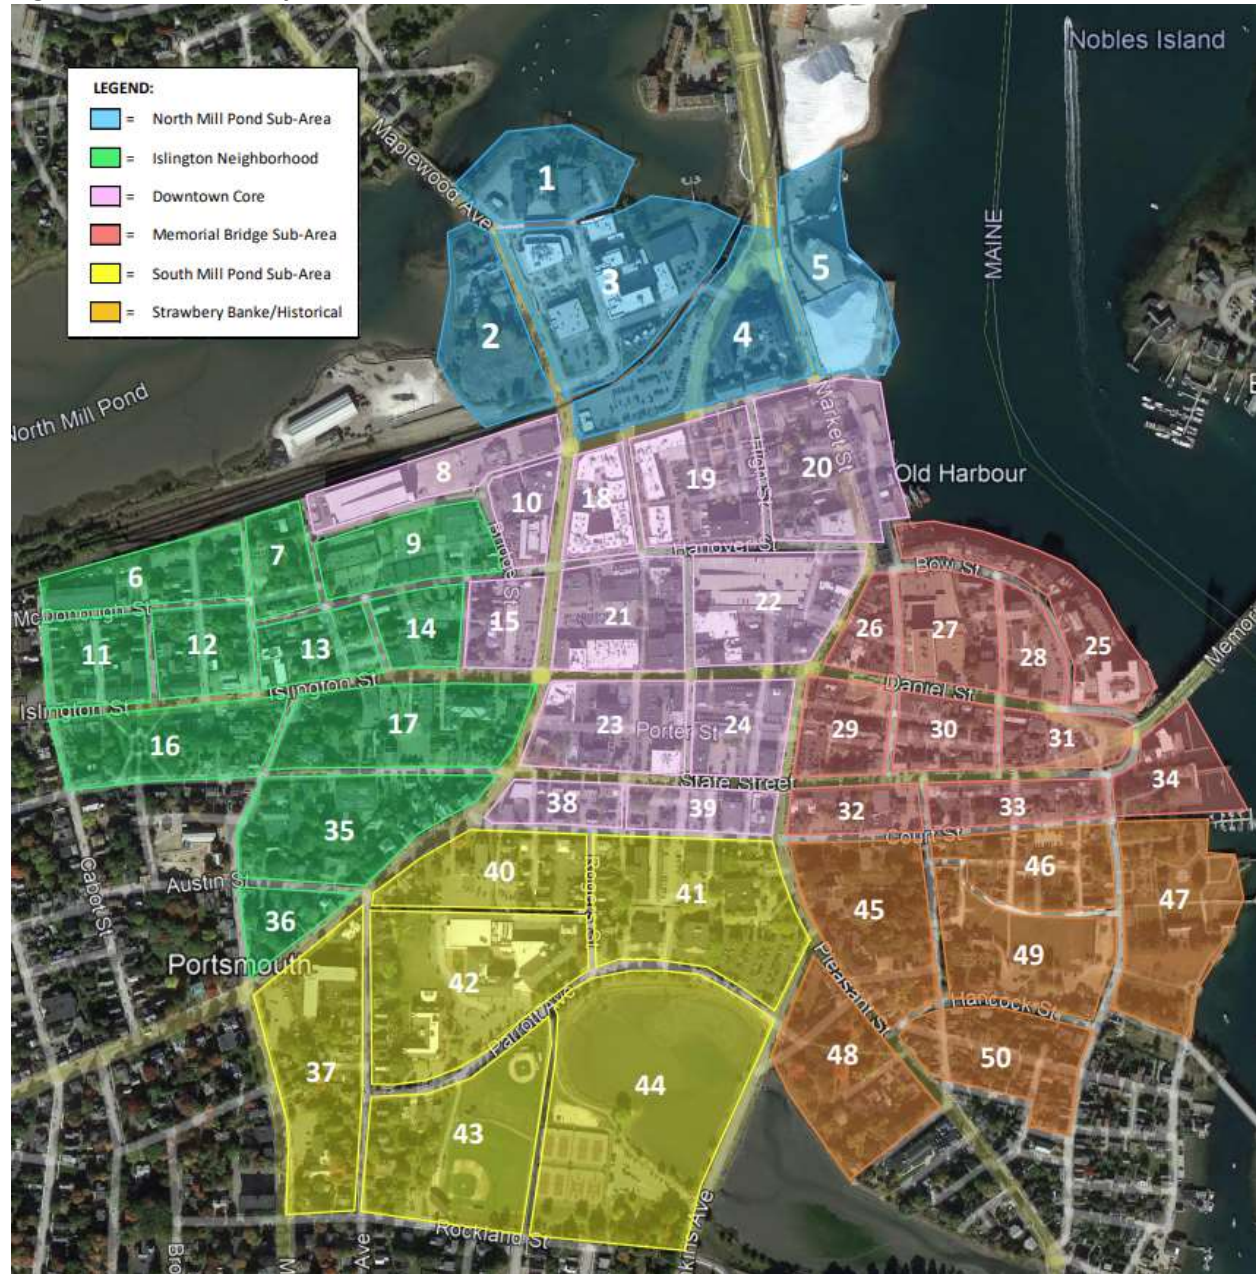 LEGEND:
= North Mill Pond Sub-Area
= Islington Neighborhood
= Downtown Core
= Memorial Bridge Sub-Area
= South Mill Pond Sub-Area
= Strawbery Banke/Historical
Nobles Island
Maplewood Ave
MAINE
North Mill Pond
Old Harbour
1
2
3
4
5
Market St
High St
8
10
18
19
20
Hanover St
Bridge St
7
9
6
McDonough St
11
12
13
14
15
21
22
Bow St
26
27
28
25
Islington St
Islington St
Daniel St
16
17
23
Porter St
24
29
30
31
34
State Street
38
39
32
33
Court St
35
Austin St
Cabot St
36
Portsmouth
40
41
42
Parrott Ave
37
43
44
Rockland St
45
46
47
49
Pleasant St
Hancock St
48
50
Ave